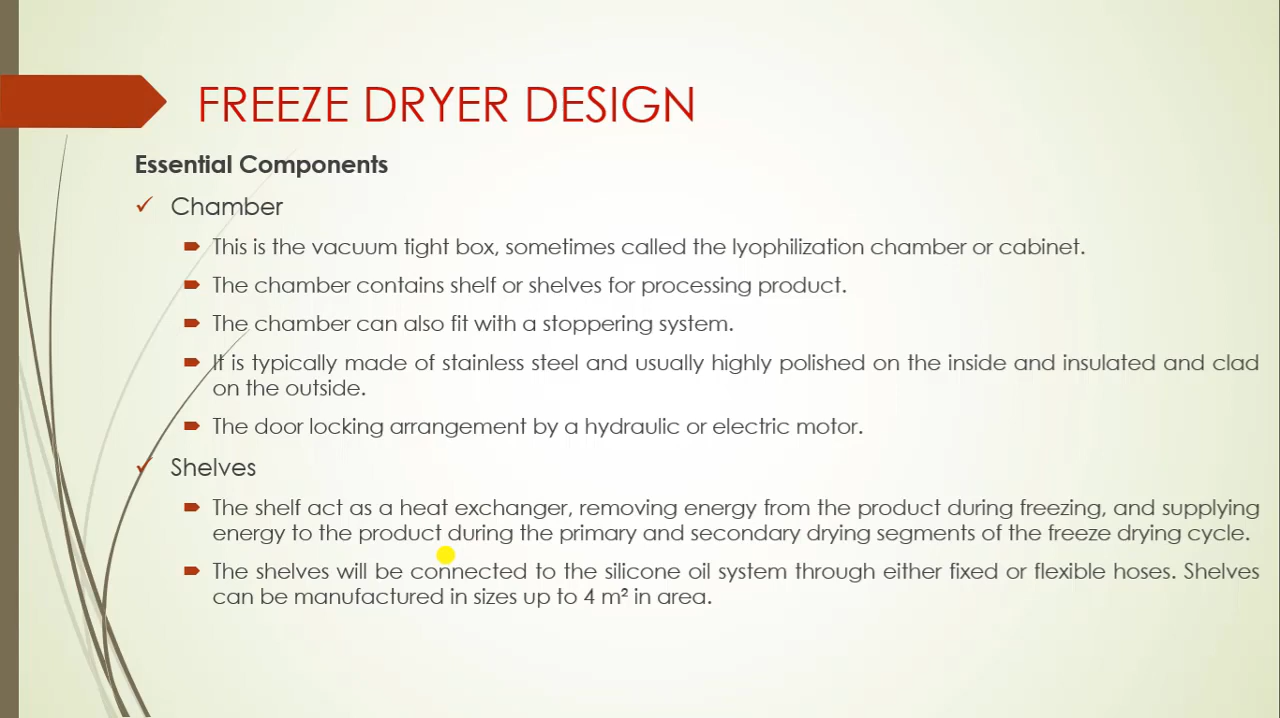 FREEZE DRYER DESIGN
Essential Components
Chamber
This is the vacuum tight box, sometimes called the lyophilization chamber or cabinet.
The chamber contains shelf or shelves for processing product.
The chamber can also fit with a stoppering system.
It is typically made of stainless steel and usually highly polished on the inside and insulated and clad
on the outside.
The door locking arrangement by a hydraulic or electric motor.
Shelves
The shelf act as a heat exchanger, removing energy from the product during freezing, and supplying
energy to the product during the primary and secondary drying segments of the freeze drying cycle.
The shelves will be connected to the silicone oil system through either fixed or flexible hoses. Shelves
can be manufactured in sizes up to 4 m² in area.